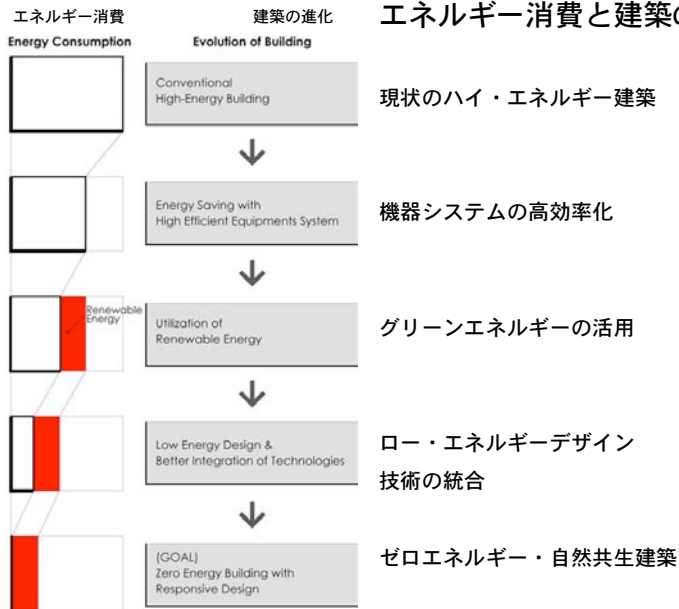 エネルギー消費
建築の進化
エネルギー消費と建築の
Energy Consumption
Evolution of Building
Conventional
High-Energy Building
現状のハイ・エネルギー建築
Energy Saving with
High Efficient Equipments System
機器システムの高効率化
Renewable
Energy
Utilization of
Renewable Energy
グリーンエネルギーの活用
Low Energy Design &
Better Integration of Technologies
ロー・エネルギーデザイン
技術の統合
(GOAL)
Zero Energy Building with
Responsive Design
ゼロエネルギー・自然共生建築